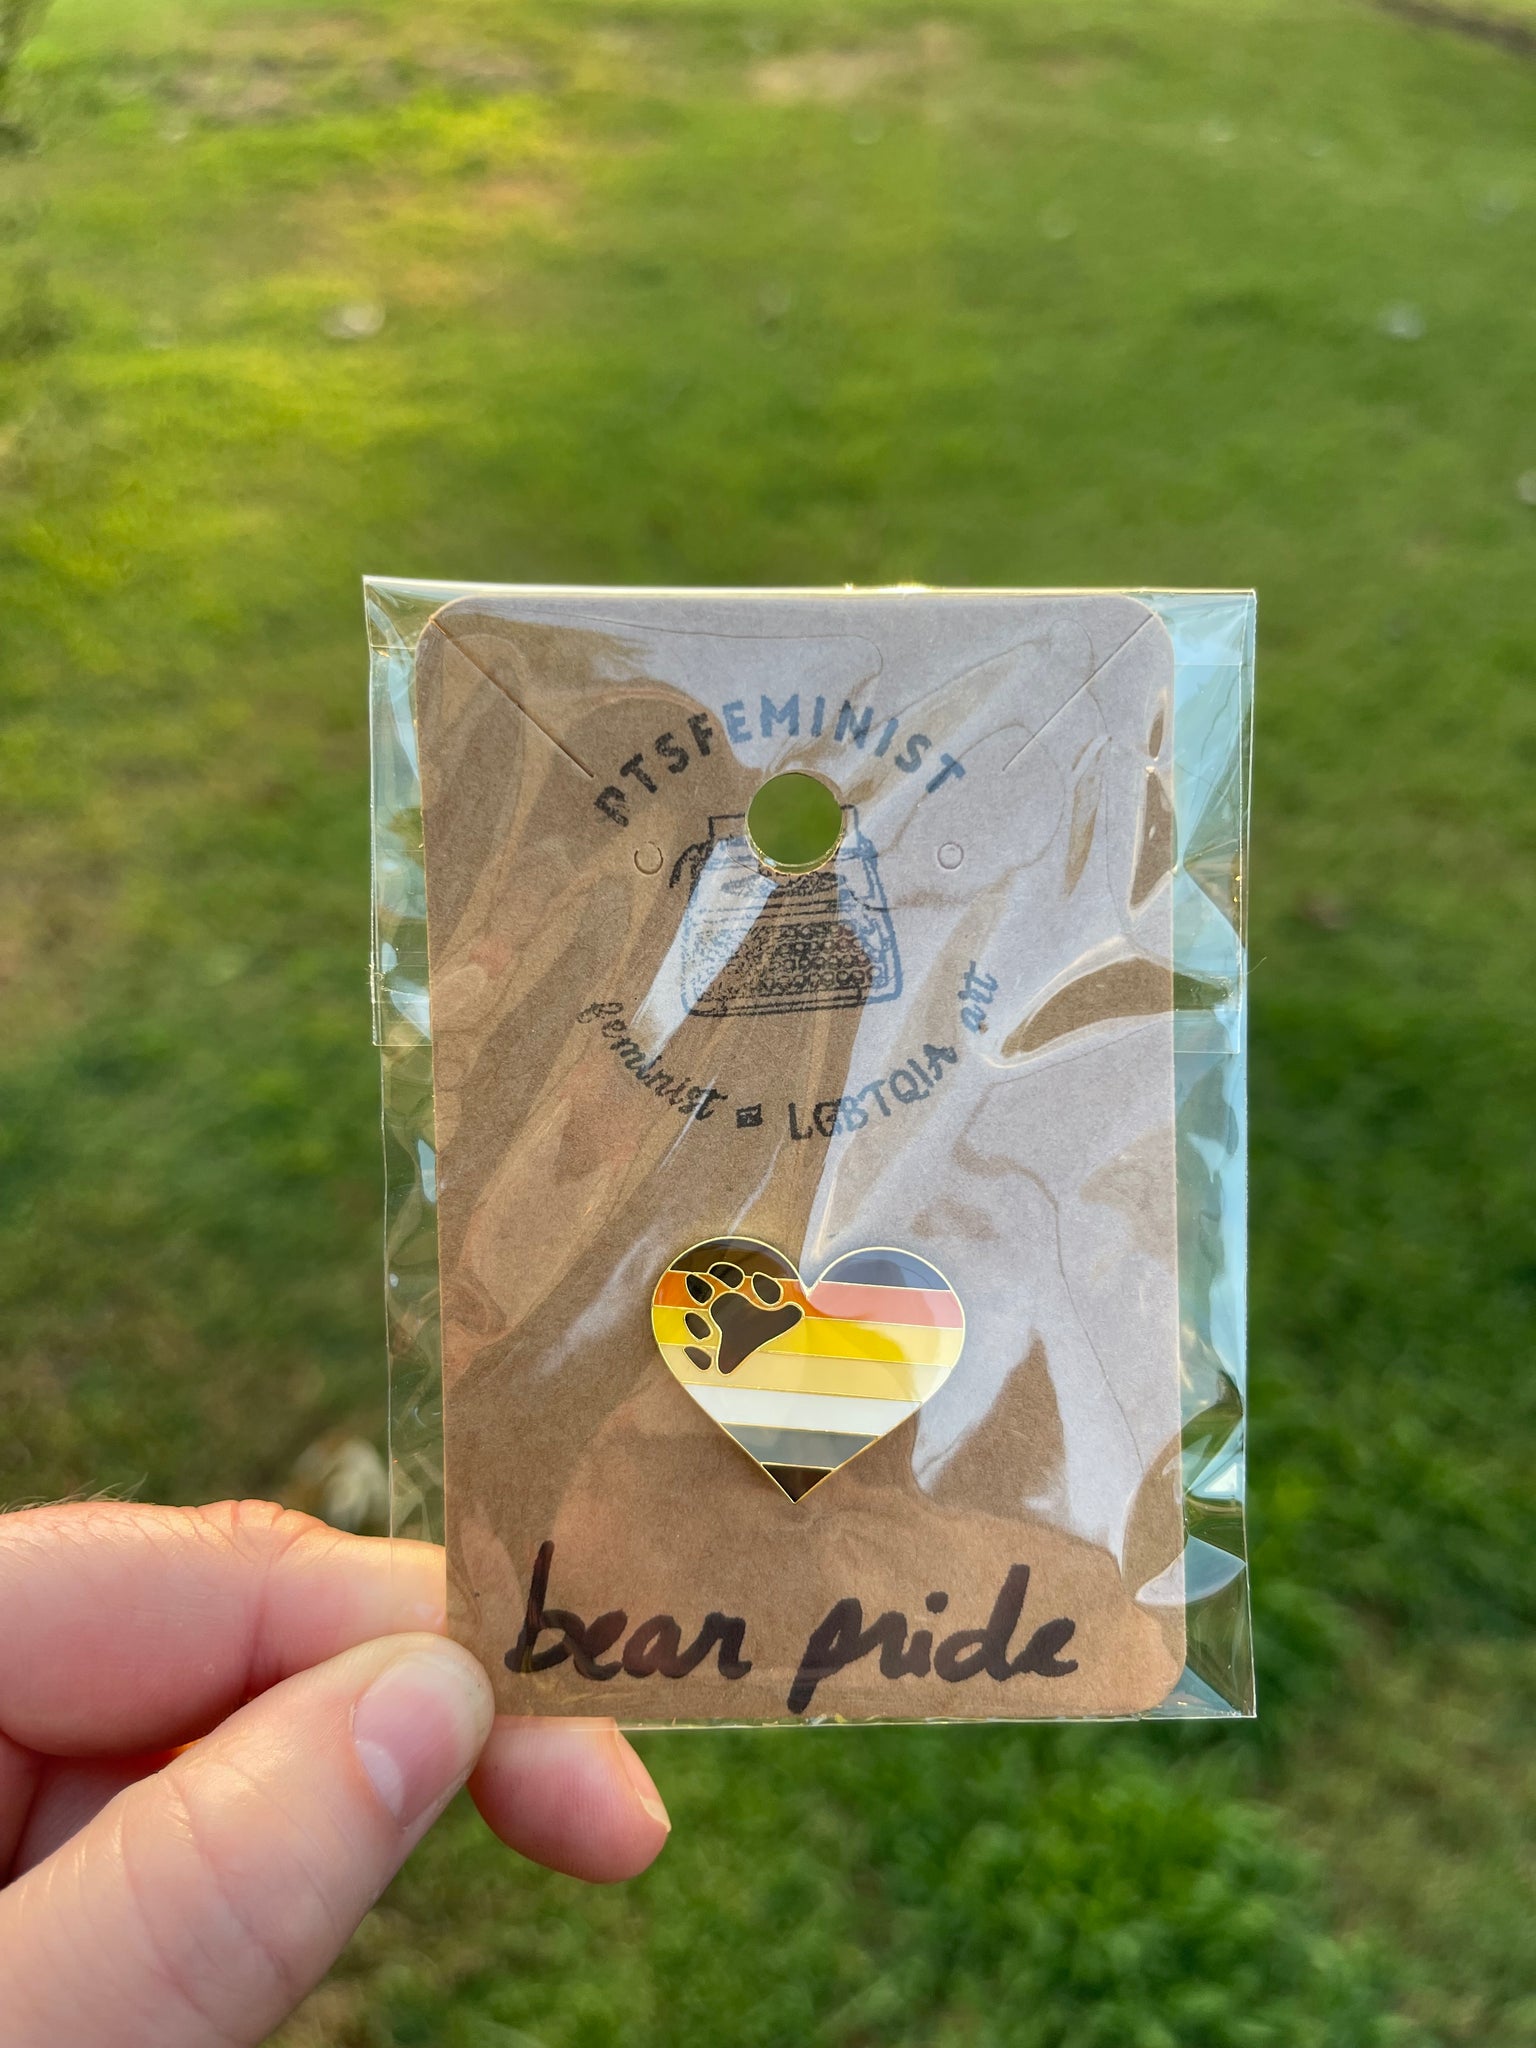 PTSFEMINIST
feminist ▪ LGBTQIA art
bear pride